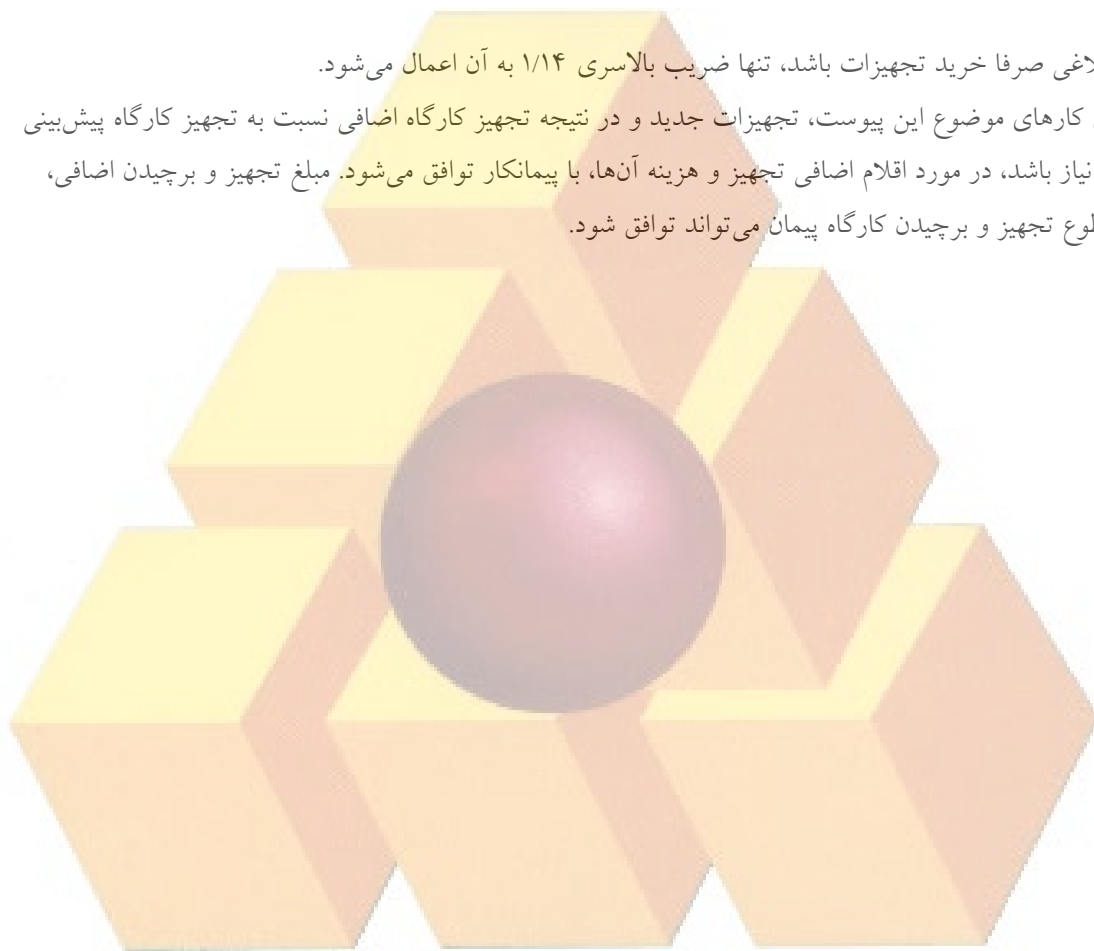 لاغی صرفا خرید تجهیزات باشد، تنها ضریب بالاسری ۱/۱۴ به آن اعمال می‌شود.
کارهای موضوع این پیوست، تجهیزات جدید و در نتیجه تجهیز کارگاه اضافی نسبت به تجهیز کارگاه پیش‌بینی
نیاز باشد، در مورد اقلام اضافی تجهیز و هزینه آن‌ها، با پیمانکار توافق می‌شود. مبلغ تجهیز و برچیدن اضافی،
طوع تجهیز و برچیدن کارگاه پیمان می‌تواند توافق شود.